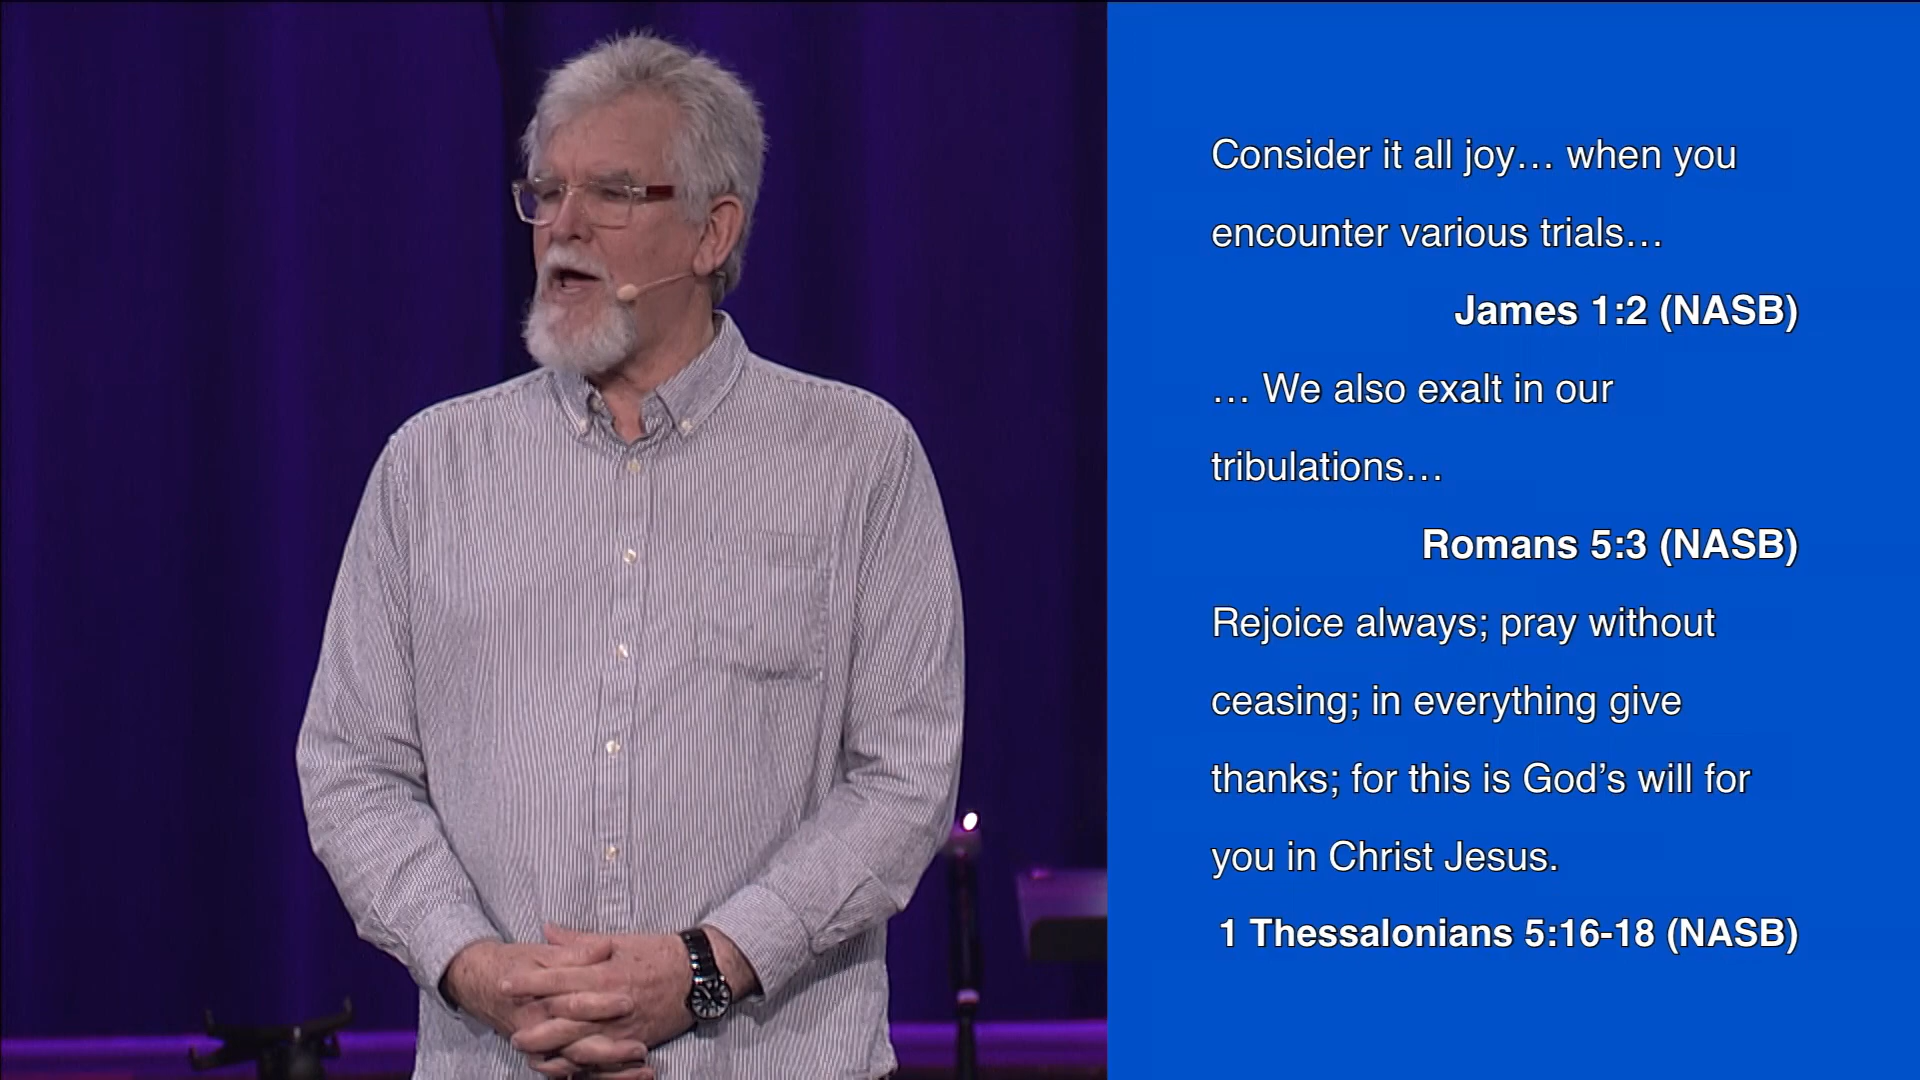 Consider it all joy… when you
encounter various trials…
James 1:2 (NASB)
… We also exalt in our
tribulations…
Romans 5:3 (NASB)
Rejoice always; pray without
ceasing; in everything give
thanks; for this is God’s will for
you in Christ Jesus.
1 Thessalonians 5:16-18 (NASB)